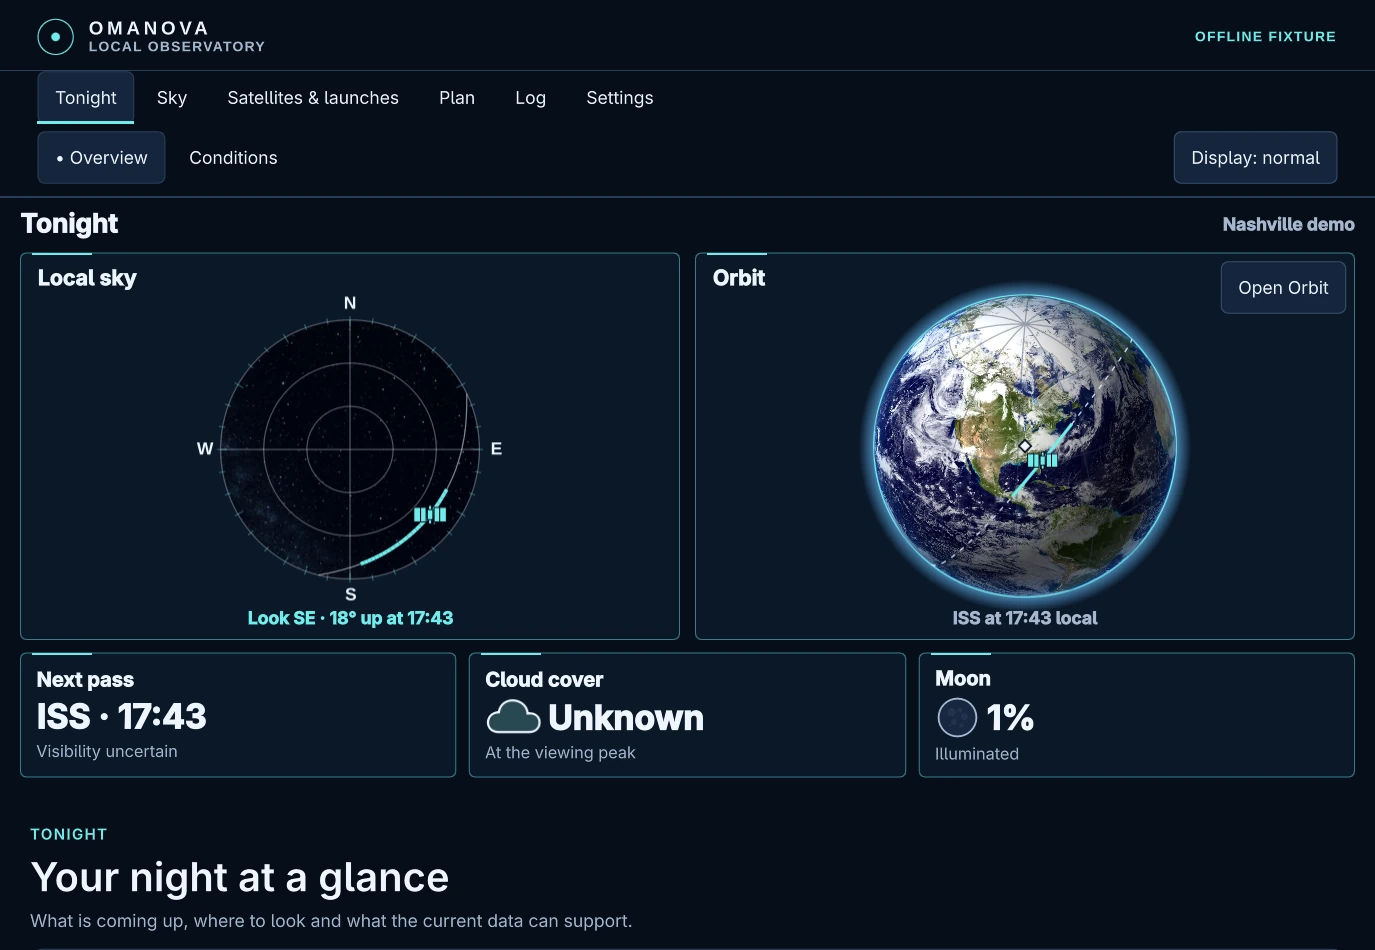 OMANOVA
LOCAL OBSERVATORY
OFFLINE FIXTURE
Tonight
Sky
Satellites & launches
Plan
Log
Settings
• Overview
Conditions
Display: normal
Tonight
Nashville demo
Local sky
N
W
E
S
Look SE · 18° up at 17:43
Orbit
Open Orbit
ISS at 17:43 local
Next pass
ISS · 17:43
Visibility uncertain
Cloud cover
Unknown
At the viewing peak
Moon
1%
Illuminated
TONIGHT
Your night at a glance
What is coming up, where to look and what the current data can support.